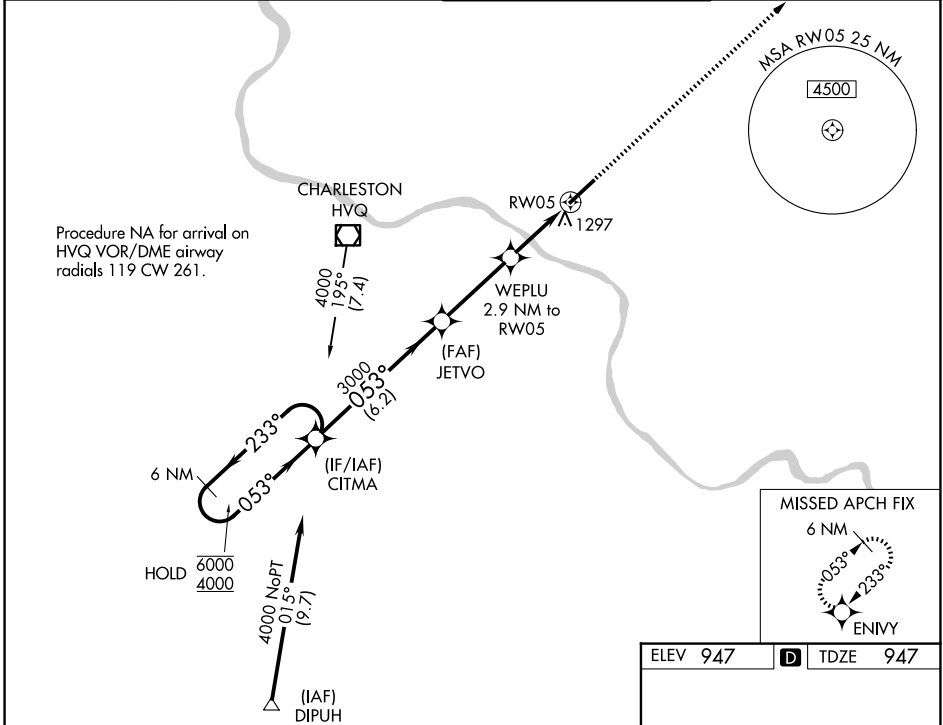 MSA RW05 25 NM
4500
CHARLESTON
HVQ
RW05
1297
Procedure NA for arrival on
HVQ VOR/DME airway
radials 119 CW 261.
4000
195°
(7.4)
WEPLU
2.9 NM to
RW05
(FAF)
JETVO
3000
053°
(6.2)
233°
6 NM
053°
(IF/IAF)
CITMA
HOLD
6000
4000
4000 NoPT
015°
(9.7)
(IAF)
DIPUH
MISSED APCH FIX
6 NM
053°
233°
ENIVY
ELEV 947 D TDZE 947